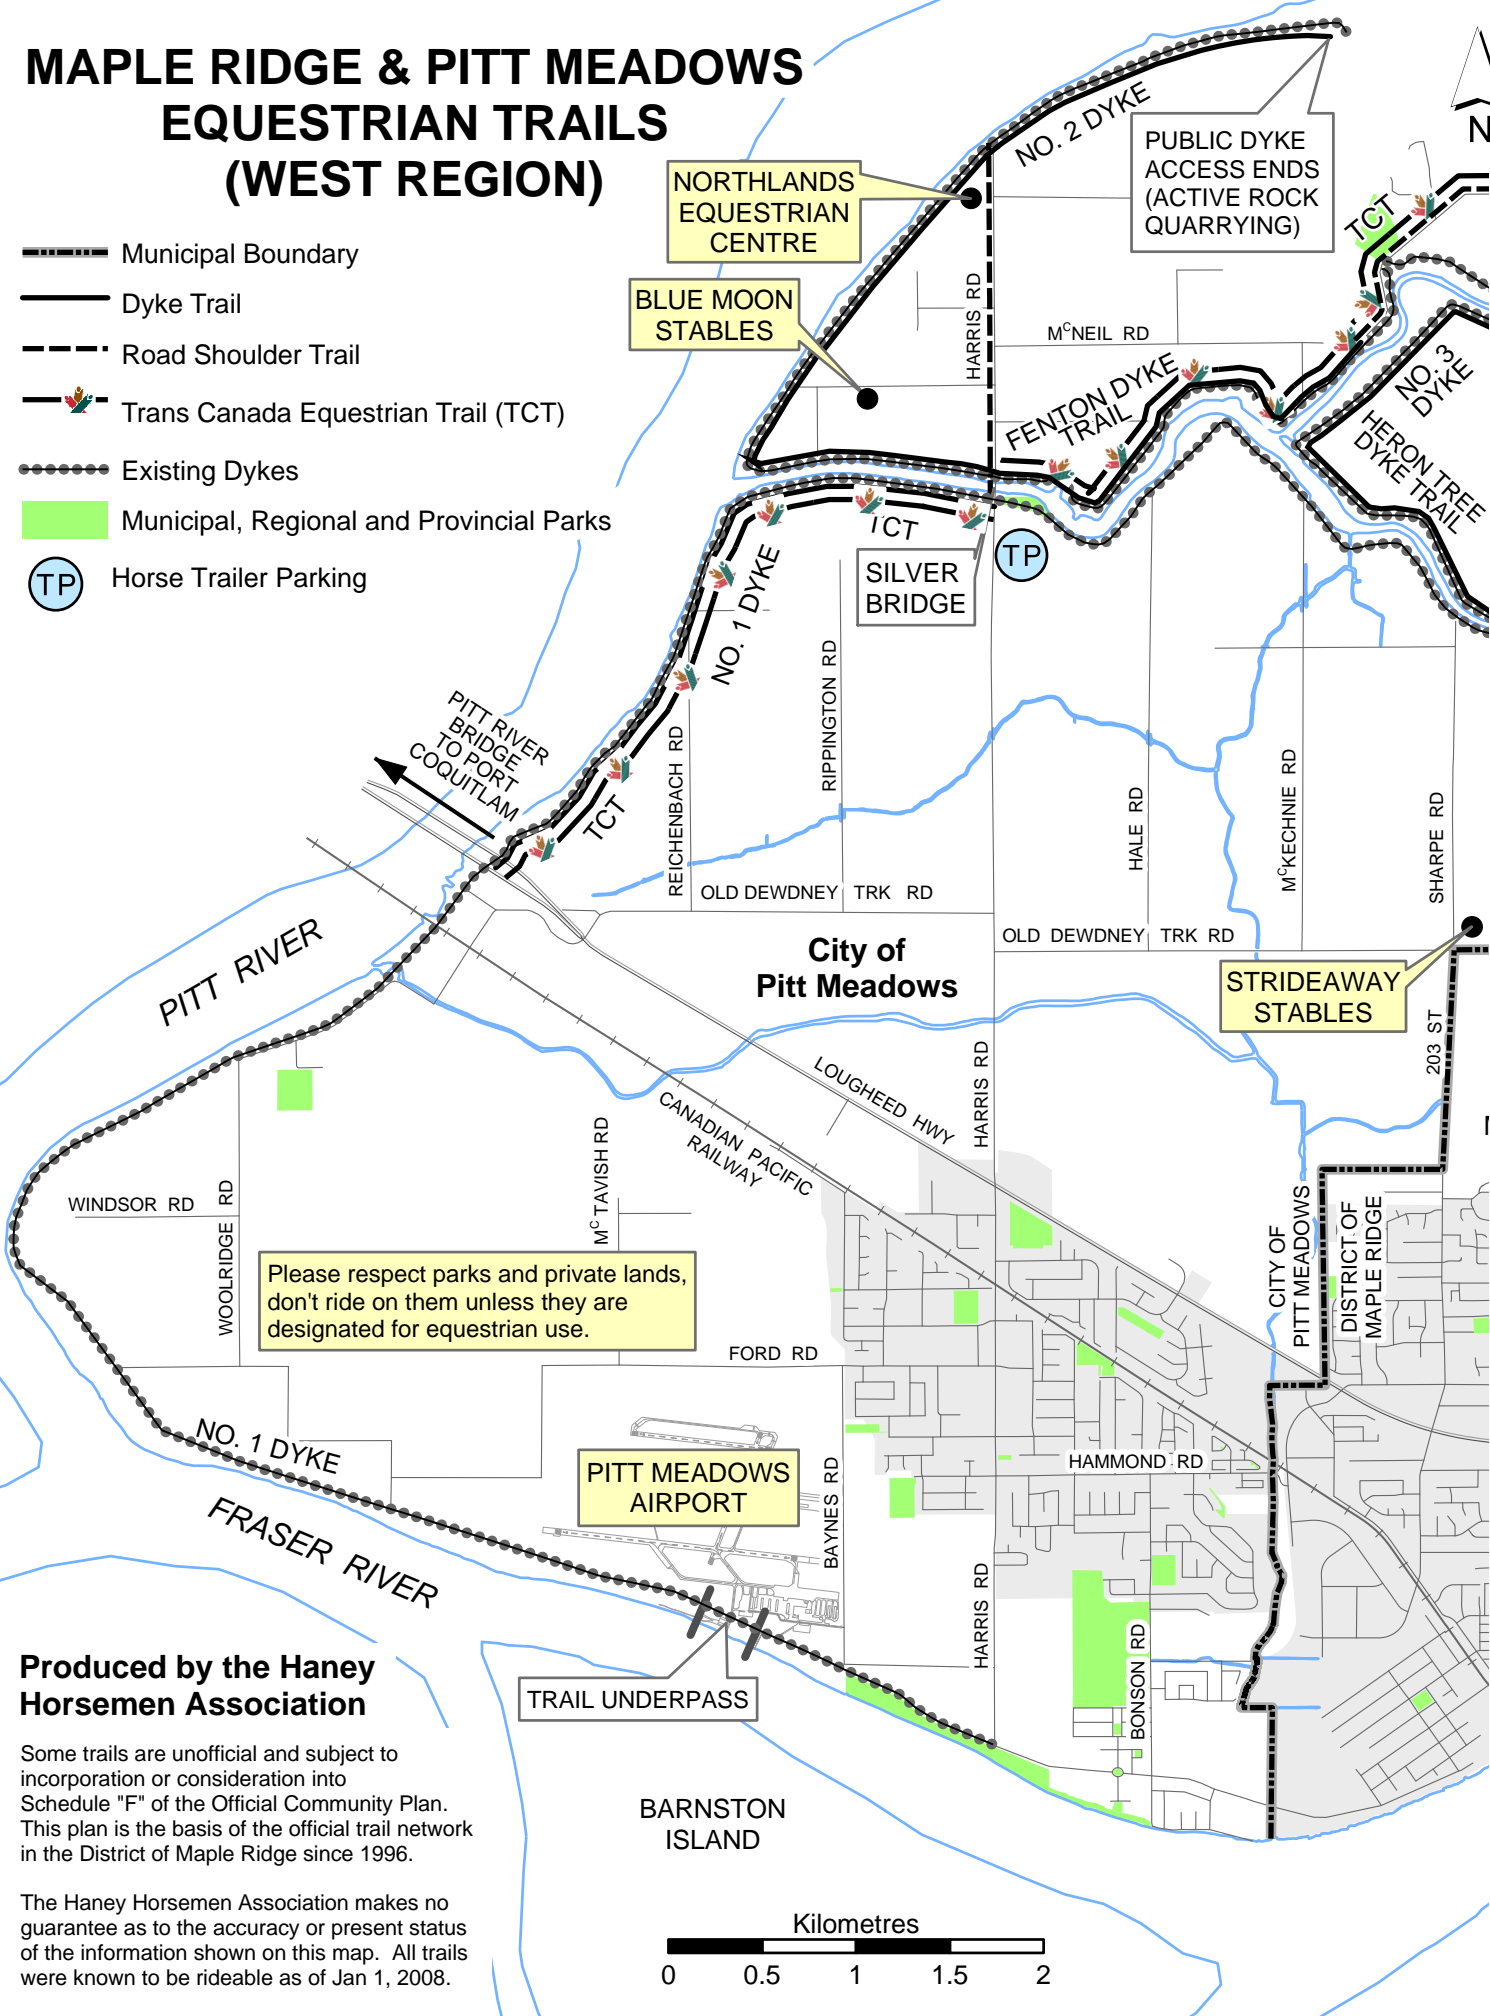 MAPLE RIDGE & PITT MEADOWS
EQUESTRIAN TRAILS
(WEST REGION)
Municipal Boundary
Dyke Trail
Road Shoulder Trail
Trans Canada Equestrian Trail (TCT)
Existing Dykes
Municipal, Regional and Provincial Parks
TP
Horse Trailer Parking
NORTHLANDS
EQUESTRIAN
CENTRE
BLUE MOON
STABLES
NO. 2 DYKE
PUBLIC DYKE
ACCESS ENDS
(ACTIVE ROCK
QUARRYING)
N
TCT
HARRIS RD
McNEIL RD
FENTON DYKE
TRAIL
NO. 3
DYKE
HERON TREE
DYKE TRAIL
TCT
SILVER
BRIDGE
TP
NO. 1 DYKE
PITT RIVER
BRIDGE
TO PORT
COQUITLAM
TCT
REICHENBACH RD
RIPPINGTON RD
HALE RD
McKECHNIE RD
SHARPE RD
OLD DEWDNEY TRK RD
OLD DEWDNEY TRK RD
City of
Pitt Meadows
STRIDEAWAY
STABLES
203 ST
PITT RIVER
LOUGHEED HWY
HARRIS RD
CANADIAN PACIFIC
RAILWAY
WINDSOR RD
WOOLRIDGE RD
Mc TAVISH RD
CITY OF
PITT MEADOWS
DISTRICT OF
MAPLE RIDGE
Please respect parks and private lands,
don't ride on them unless they are
designated for equestrian use.
FORD RD
NO. 1 DYKE
PITT MEADOWS
AIRPORT
BAYNES RD
HAMMOND RD
FRASER RIVER
HARRIS RD
BONSON RD
TRAIL UNDERPASS
Produced by the Haney
Horsemen Association
Some trails are unofficial and subject to
incorporation or consideration into
Schedule "F" of the Official Community Plan.
This plan is the basis of the official trail network
in the District of Maple Ridge since 1996.
The Haney Horsemen Association makes no
guarantee as to the accuracy or present status
of the information shown on this map. All trails
were known to be rideable as of Jan 1, 2008.
BARNSTON
ISLAND
Kilometres
0 0.5 1 1.5 2